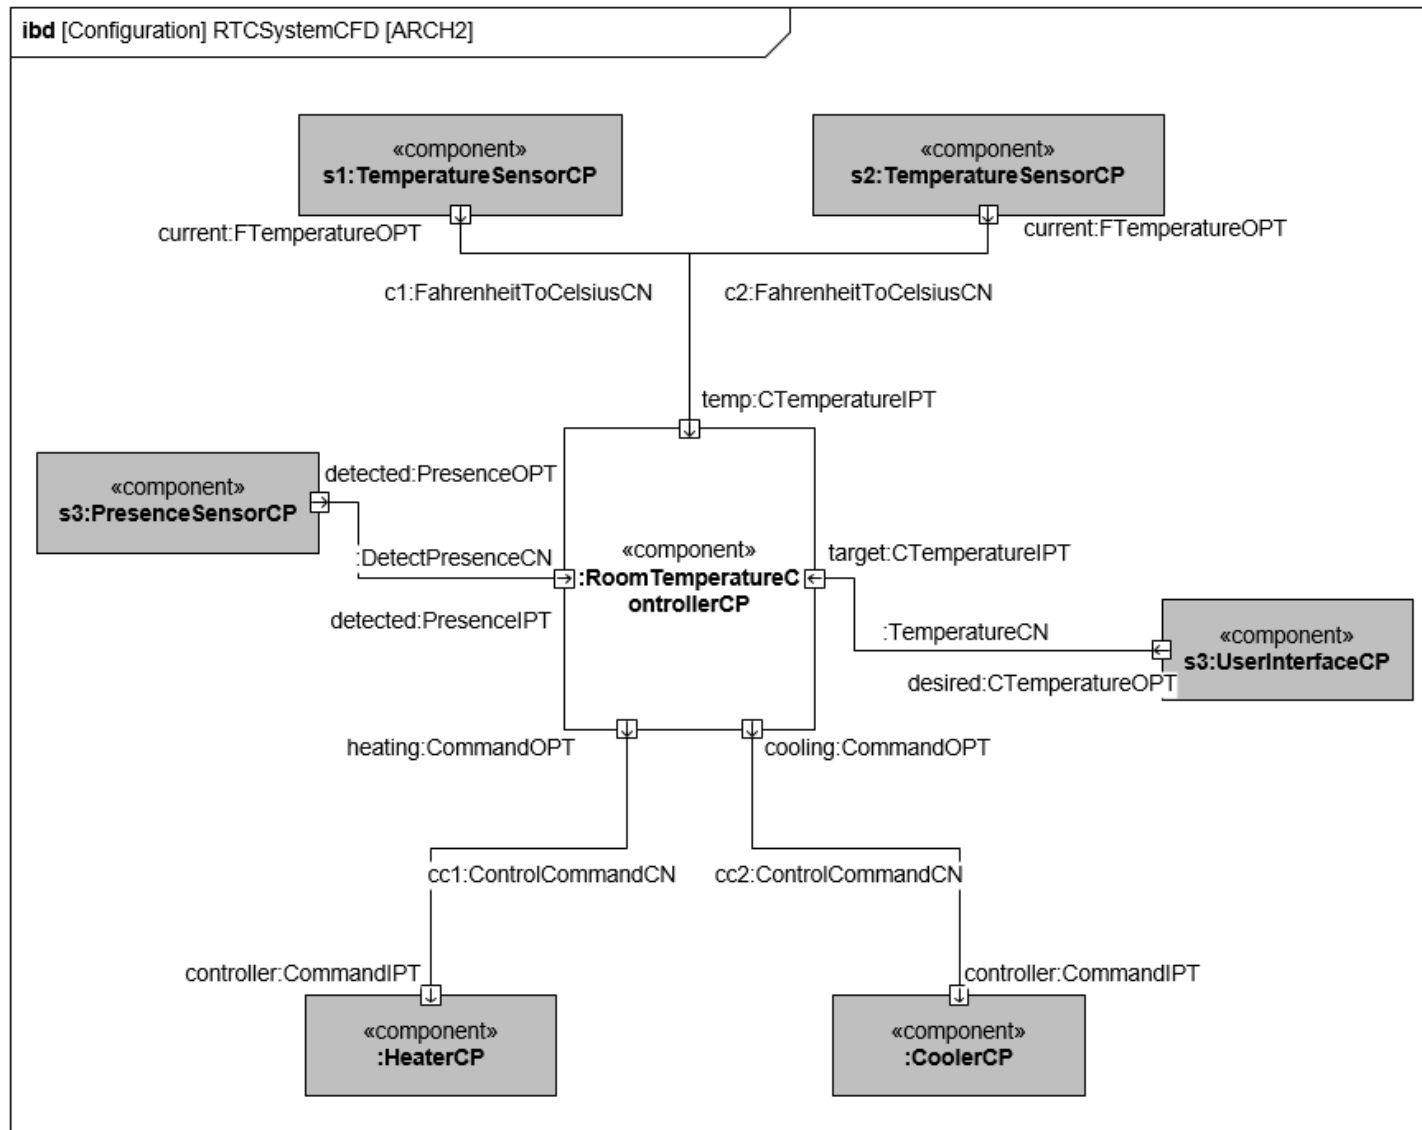 ibd [Configuration] RTCSystemCFD [ARCH2]
«component»
s1:TemperatureSensorCP
«component»
s2:TemperatureSensorCP
current:FTemperatureOPT
current:FTemperatureOPT
c1:FahrenheitToCelsiusCN
c2:FahrenheitToCelsiusCN
temp:CTemperatureIPT
«component»
s3:PresenceSensorCP
detected:PresenceOPT
:DetectPresenceCN
detected:PresenceIPT
«component»
:RoomTemperatureC
ontrollerCP
target:CTemperatureIPT
:TemperatureCN
«component»
s3:UserInterfaceCP
desired:CTemperatureOPT
heating:CommandOPT
cooling:CommandOPT
cc1:ControlCommandCN
cc2:ControlCommandCN
controller:CommandIPT
controller:CommandIPT
«component»
:HeaterCP
«component»
:CoolerCP